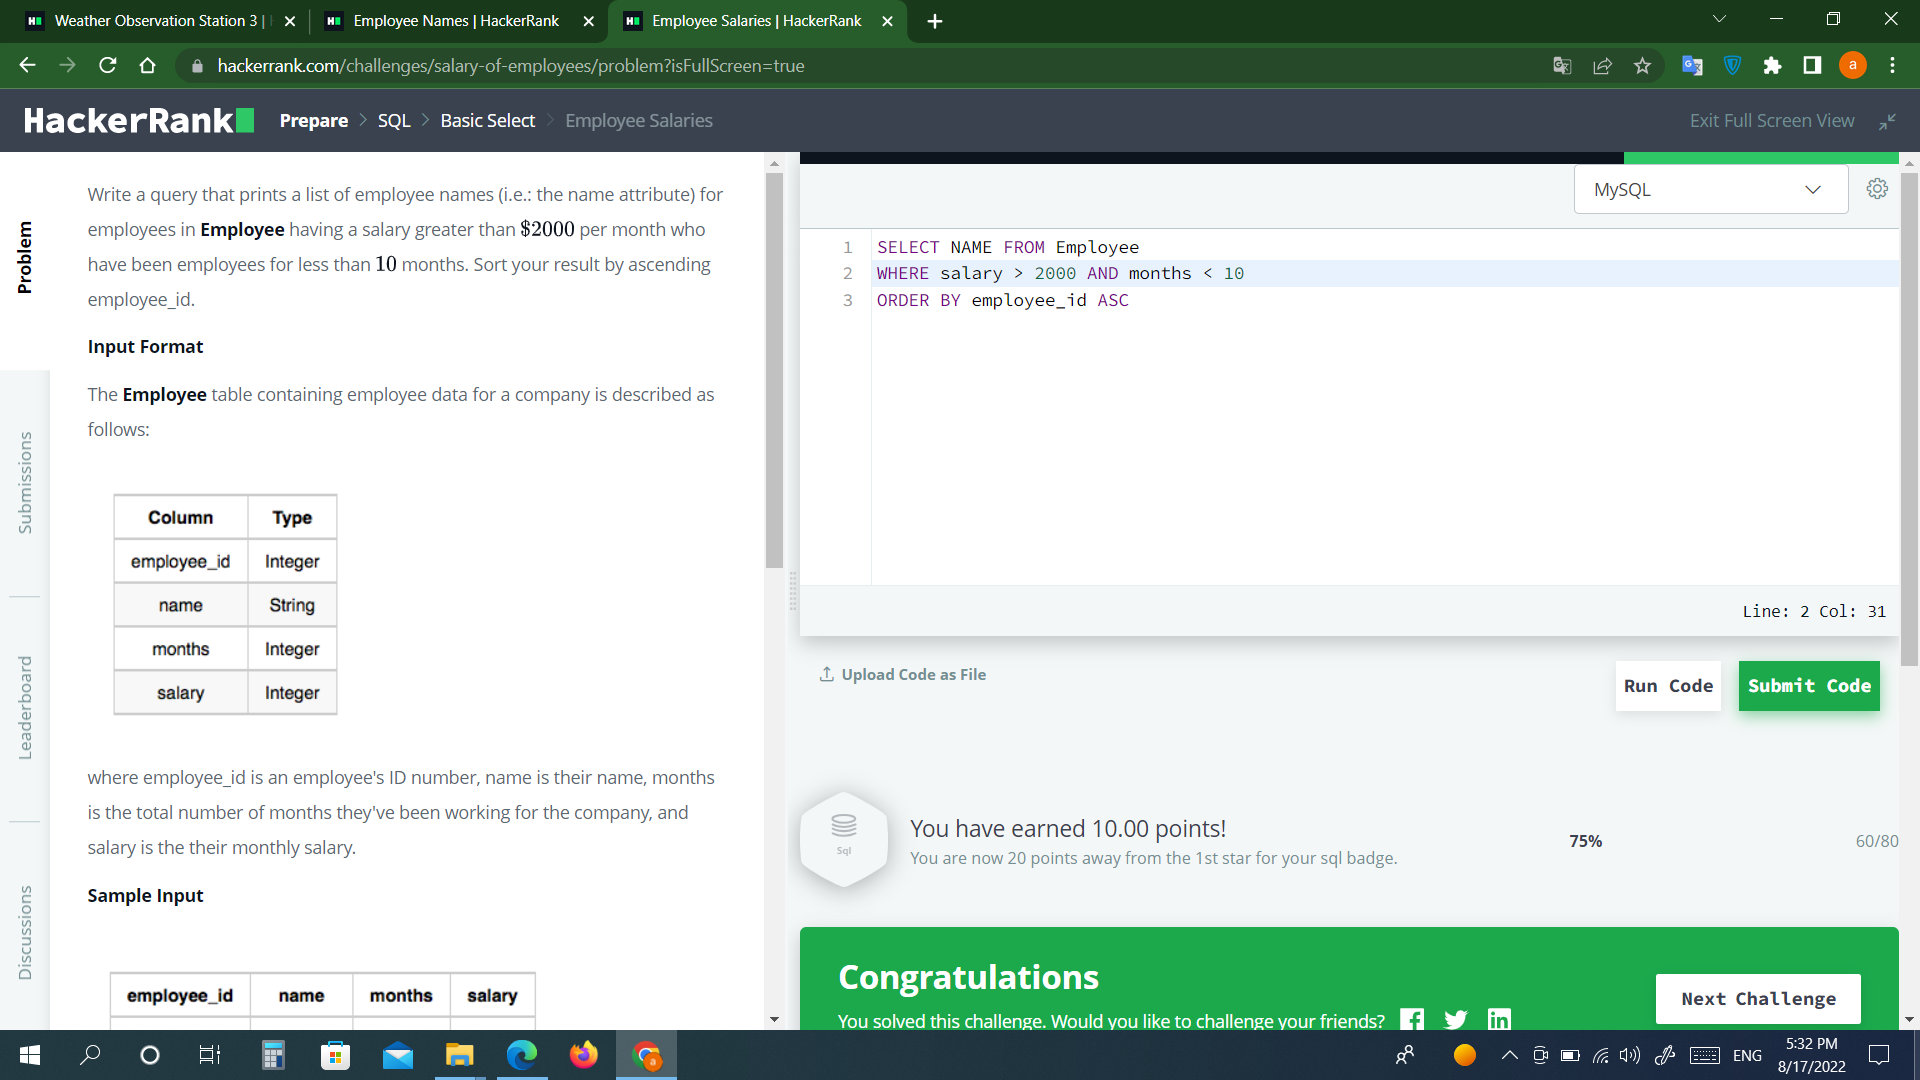 Weather Observation Station 3 |
Employee Names | HackerRank
Employee Salaries | HackerRank
hackerrank.com/challenges/salary-of-employees/problem?isFullScreen=true
a
HackerRank
Prepare > SQL > Basic Select > Employee Salaries
Exit Full Screen View
Problem
Submissions
Leaderboard
Discussions
Write a query that prints a list of employee names (i.e.: the name attribute) for
employees in Employee having a salary greater than $2000 per month who
have been employees for less than 10 months. Sort your result by ascending
employee_id.
Input Format
The Employee table containing employee data for a company is described as
follows:
Column Type
employee_id Integer
name String
months Integer
salary Integer
where employee_id is an employee's ID number, name is their name, months
is the total number of months they've been working for the company, and
salary is the their monthly salary.
Sample Input
employee_id name months salary
MySQL
1 SELECT NAME FROM Employee
2 WHERE salary > 2000 AND months < 10
3 ORDER BY employee_id ASC
Line: 2 Col: 31
Upload Code as File
Run Code
Submit Code
Sql
You have earned 10.00 points!
You are now 20 points away from the 1st star for your sql badge.
75%
60/80
Congratulations
You solved this challenge. Would you like to challenge your friends?
Next Challenge
ENG
5:32 PM
8/17/2022